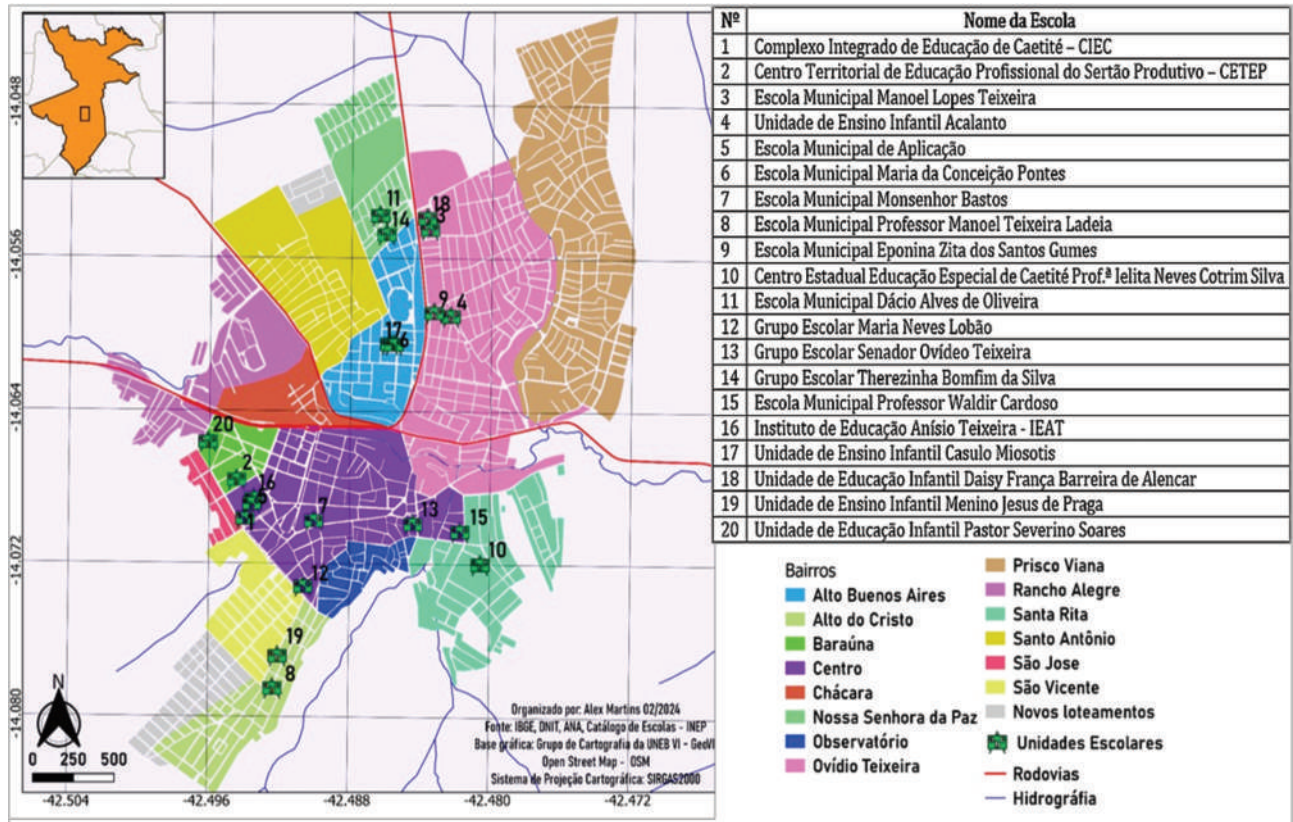 Nº Nome da Escola
1 Complexo Integrado de Educação de Caetité – CIEC
2 Centro Territorial de Educação Profissional do Sertão Produtivo – CETEP
3 Escola Municipal Manoel Lopes Teixeira
4 Unidade de Ensino Infantil Acalanto
5 Escola Municipal de Aplicação
6 Escola Municipal Maria da Conceição Pontes
7 Escola Municipal Monsenhor Bastos
8 Escola Municipal Professor Manoel Teixeira Ladeia
9 Escola Municipal Eponina Zita dos Santos Gumes
10 Centro Estadual Educação Especial de Caetité Prof.ª Ielita Neves Cotrim Silva
11 Escola Municipal Dácio Alves de Oliveira
12 Grupo Escolar Maria Neves Lobão
13 Grupo Escolar Senador Ovídeo Teixeira
14 Grupo Escolar Therezinha Bomfim da Silva
15 Escola Municipal Professor Waldir Cardoso
16 Instituto de Educação Anísio Teixeira - IEAT
17 Unidade de Ensino Infantil Casulo Miosotis
18 Unidade de Educação Infantil Daisy França Barreira de Alencar
19 Unidade de Ensino Infantil Menino Jesus de Praga
20 Unidade de Educação Infantil Pastor Severino Soares
Bairros
Alto Buenos Aires
Alto do Cristo
Baraúna
Centro
Chácara
Nossa Senhora da Paz
Observatório
Ovídio Teixeira
Prisco Viana
Rancho Alegre
Santa Rita
Santo Antônio
São Jose
São Vicente
Novos loteamentos
Unidades Escolares
Rodovias
Hidrográfia
-14.048
-14.056
-14.064
-14.072
-14.080
11
18
14
3
9
4
17
6
20
2
16
5
1
7
13
15
10
12
19
8
N
0 250 500
Organizado por: Alex Martins 02/2024
Fonte: IBGE, DNIT, ANA, Catálogo de Escolas - INEP
Base gráfica: Grupo de Cartografia da UNEB VI - GeoVI
Open Street Map - OSM
Sistema de Projeção Cartográfica: SIRGAS2000
-42.504 -42.496 -42.488 -42.480 -42.472